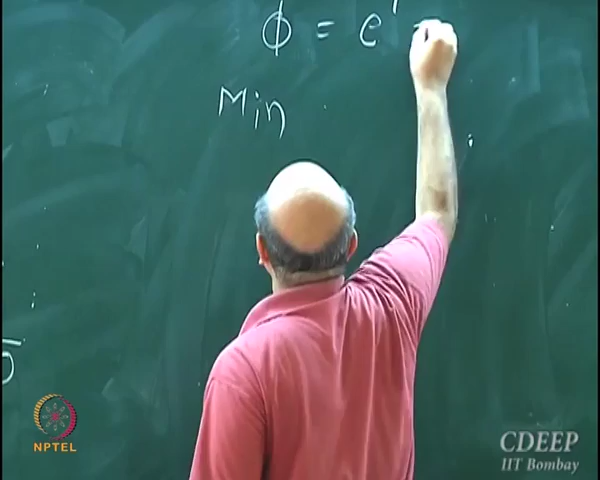 ϕ = e'
Min
NPTEL
CDEEP
IIT Bombay